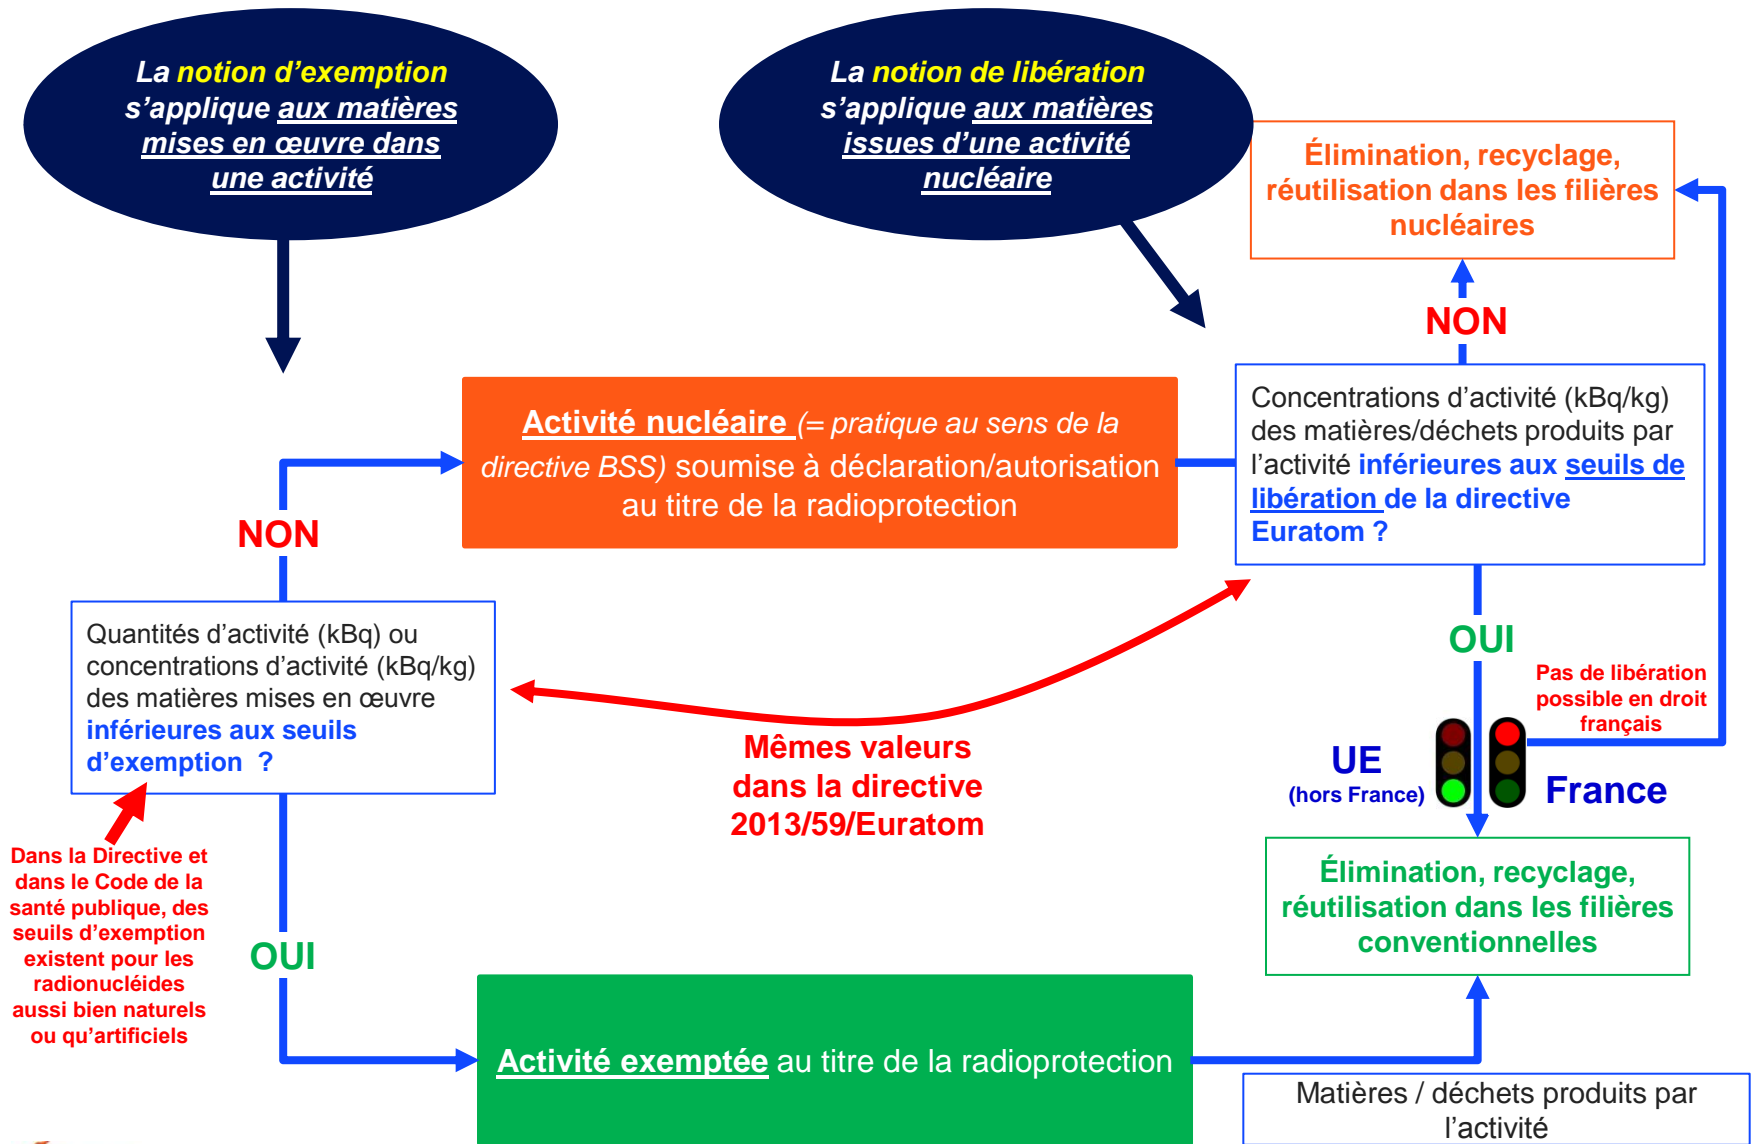 La notion d’exemption
s’applique aux matières
mises en œuvre dans
une activité
La notion de libération
s’applique aux matières
issues d’une activité
nucléaire
Élimination, recyclage,
réutilisation dans les filières
nucléaires
NON
Activité nucléaire (= pratique au sens de la
directive BSS) soumise à déclaration/autorisation
au titre de la radioprotection
Concentrations d’activité (kBq/kg)
des matières/déchets produits par
l’activité inférieures aux seuils de
libération de la directive
Euratom ?
NON
Quantités d’activité (kBq) ou
concentrations d’activité (kBq/kg)
des matières mises en œuvre
inférieures aux seuils
d’exemption ?
OUI
Pas de libération
possible en droit
français
Mêmes valeurs
dans la directive
2013/59/Euratom
UE
(hors France)
France
Dans la Directive et
dans le Code de la
santé publique, des
seuils d’exemption
existent pour les
radionucléides
aussi bien naturels
ou qu’artificiels
OUI
Élimination, recyclage,
réutilisation dans les filières
conventionnelles
Activité exemptée au titre de la radioprotection
Matières / déchets produits par
l’activité